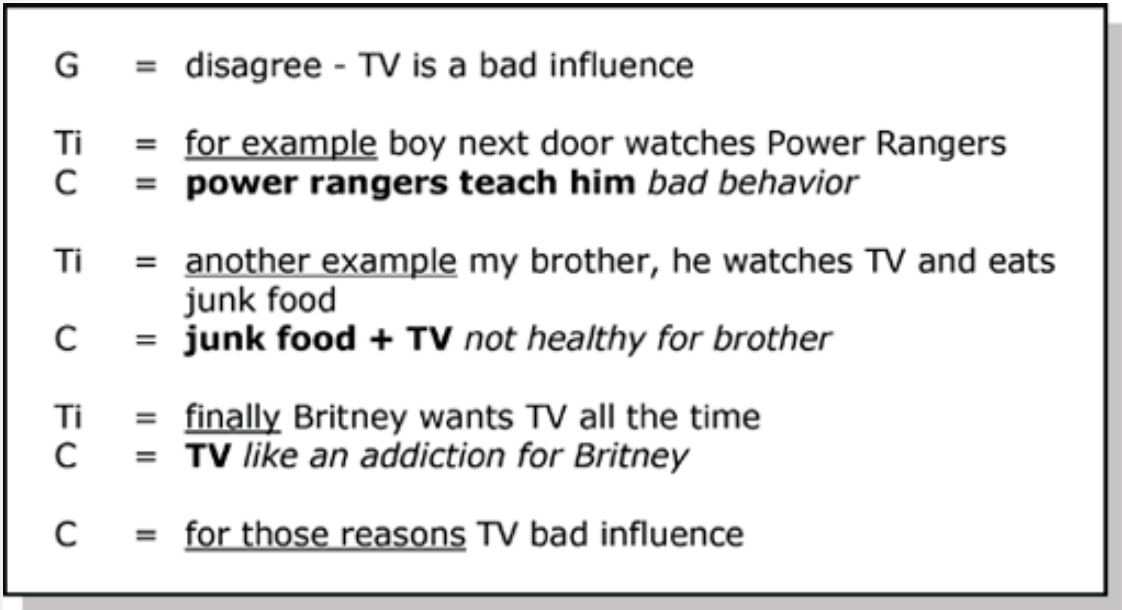 G = disagree - TV is a bad influence
Ti = for example boy next door watches Power Rangers
C = power rangers teach him bad behavior
Ti = another example my brother, he watches TV and eats
junk food
C = junk food + TV not healthy for brother
Ti = finally Britney wants TV all the time
C = TV like an addiction for Britney
C = for those reasons TV bad influence